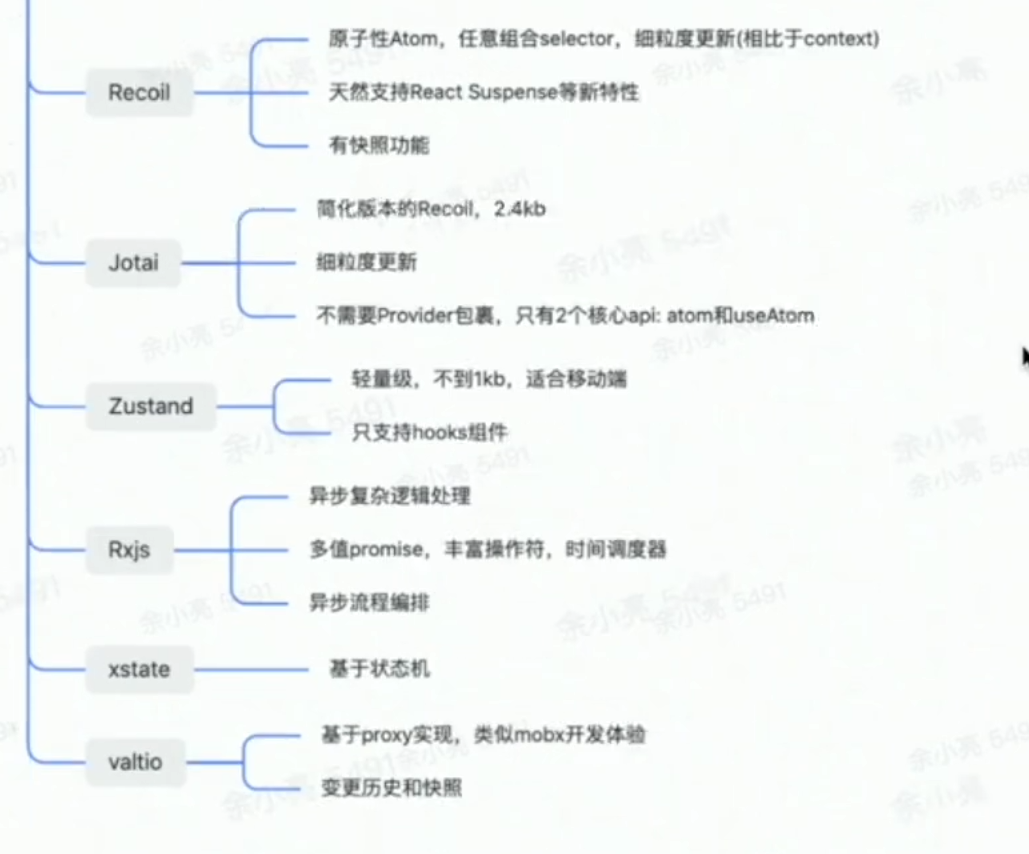 Recoil
原子性Atom，任意组合selector，细粒度更新(相比于context)
天然支持React Suspense等新特性
有快照功能
Jotai
简化版本的Recoil，2.4kb
细粒度更新
不需要Provider包裹，只有2个核心api: atom和useAtom
Zustand
轻量级，不到1kb，适合移动端
只支持hooks组件
Rxjs
异步复杂逻辑处理
多值promise，丰富操作符，时间调度器
异步流程编排
xstate
基于状态机
valtio
基于proxy实现，类似mobx开发体验
变更历史和快照
余小亮 5491